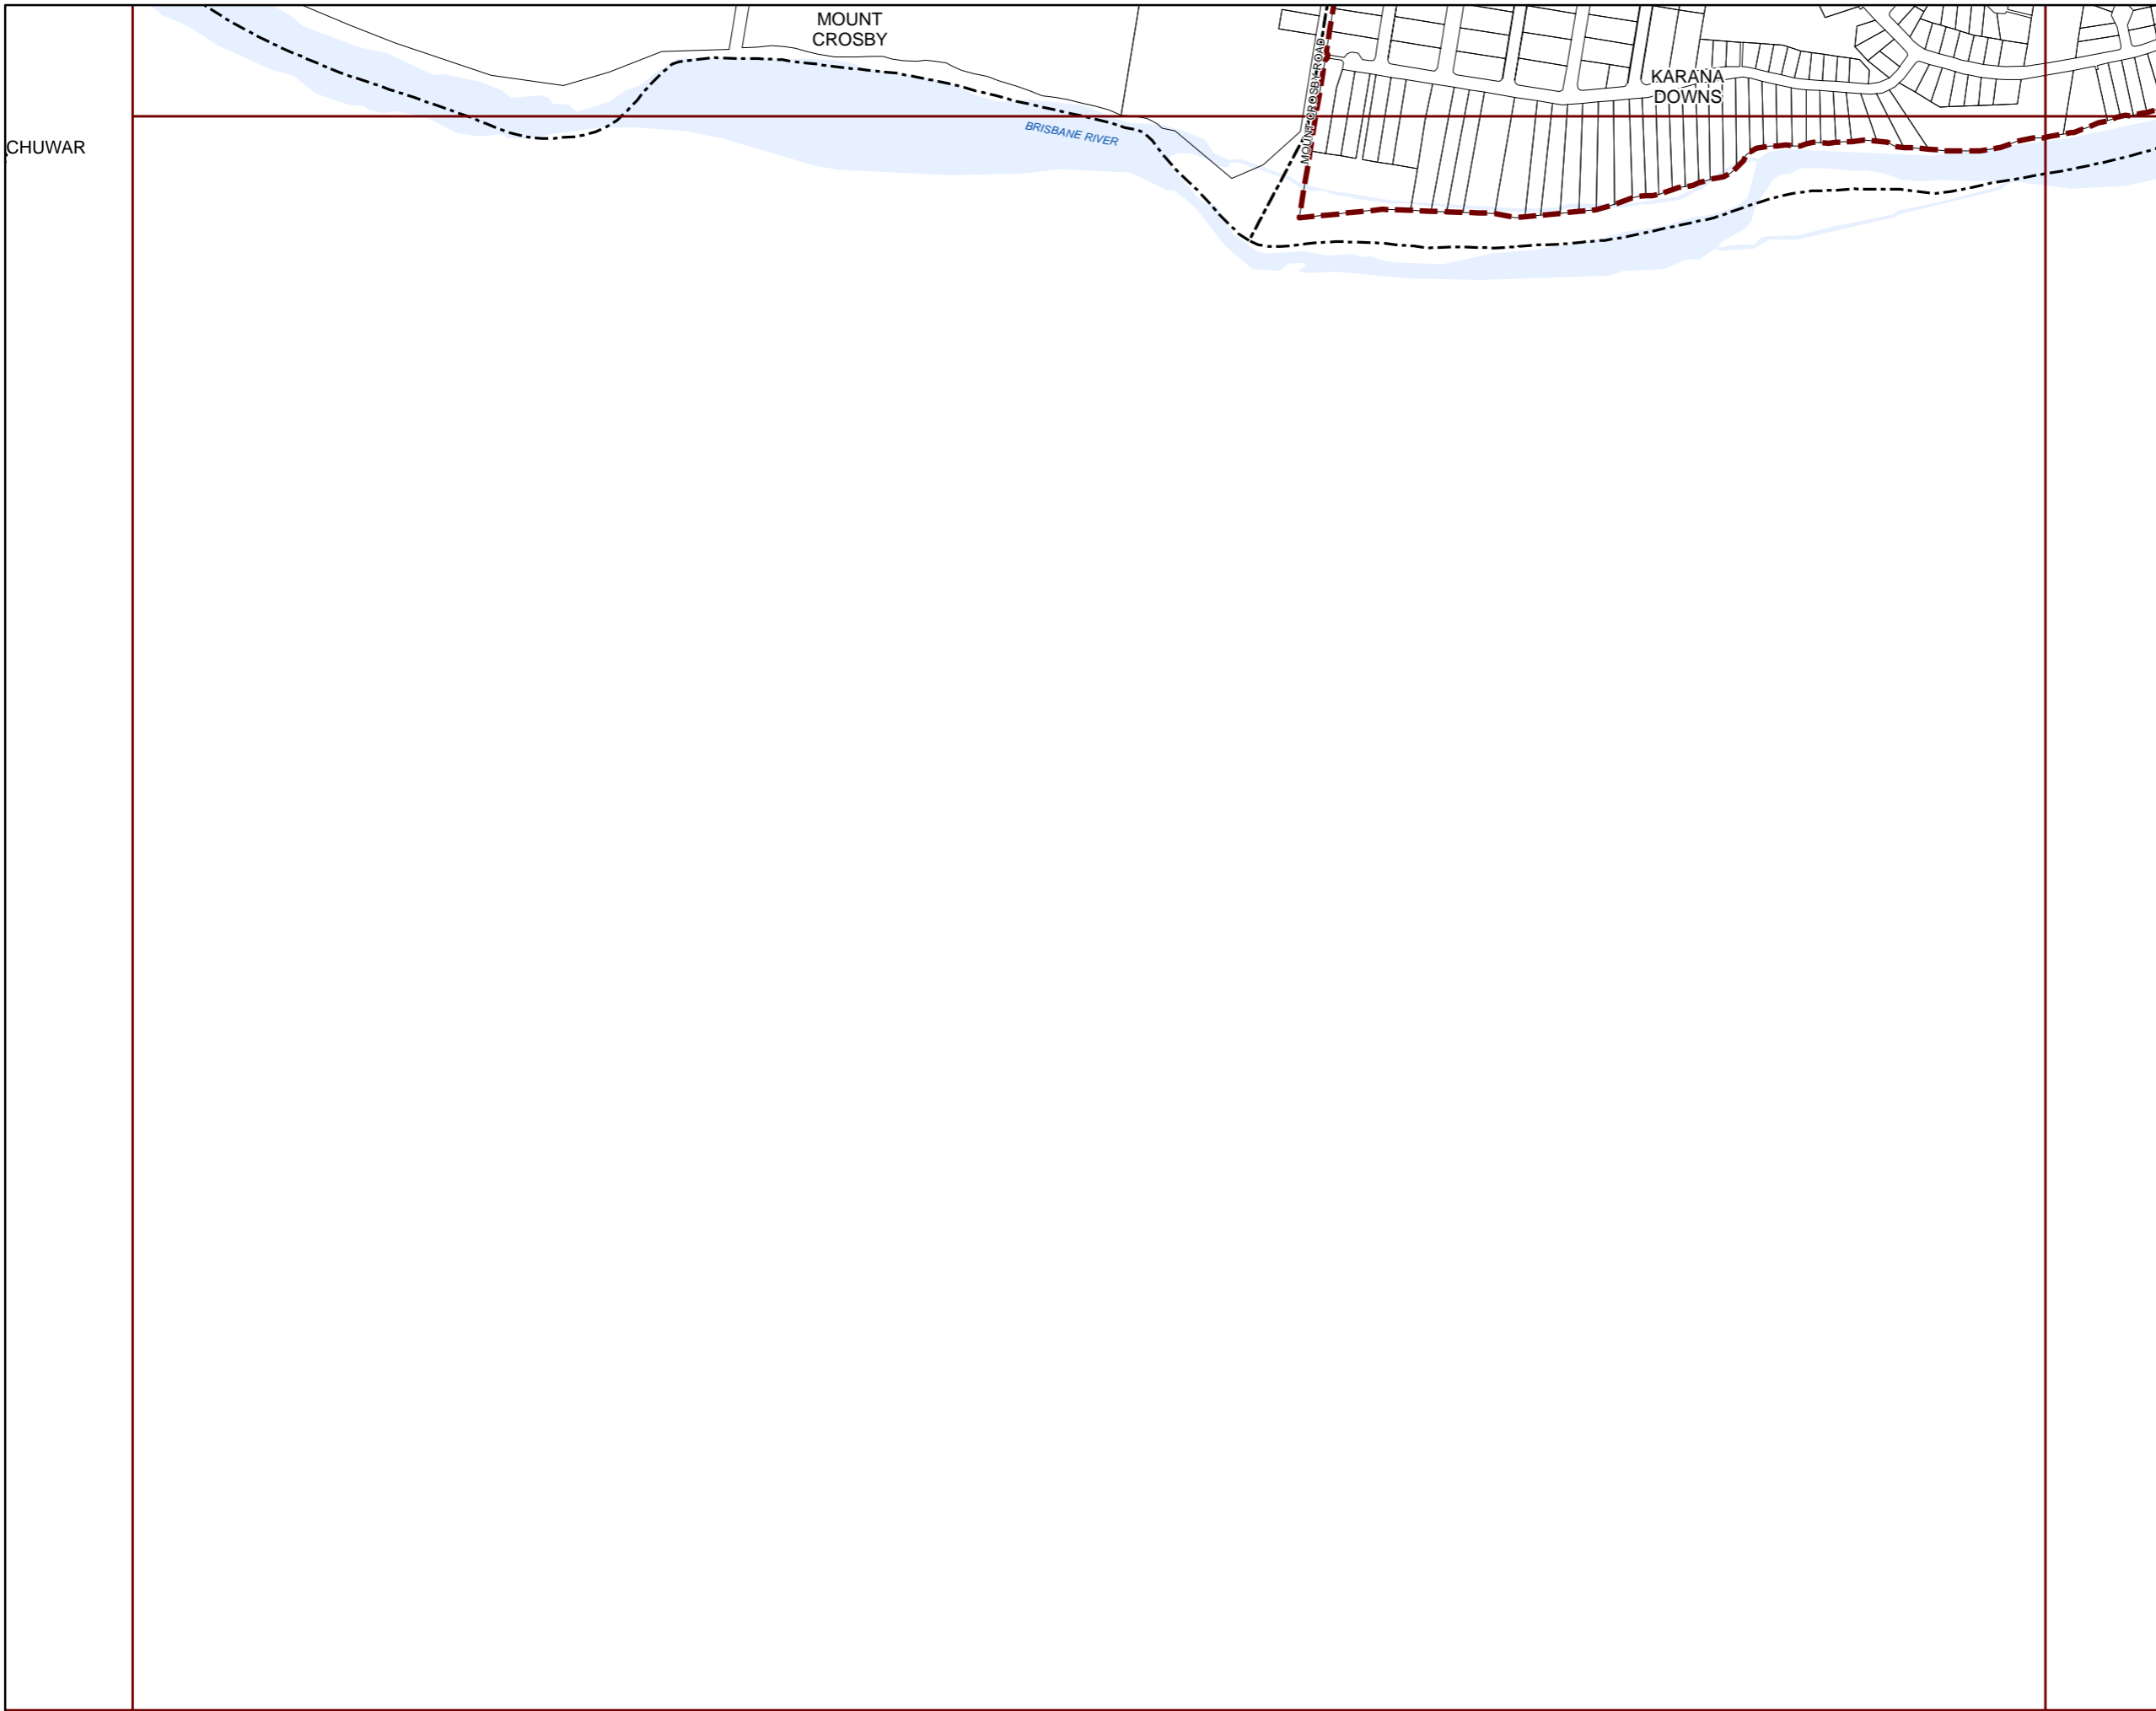 MOUNT
CROSBY
MOUNT CROSBY ROAD
KARANA
DOWNS
BRISBANE RIVER
CHUWAR